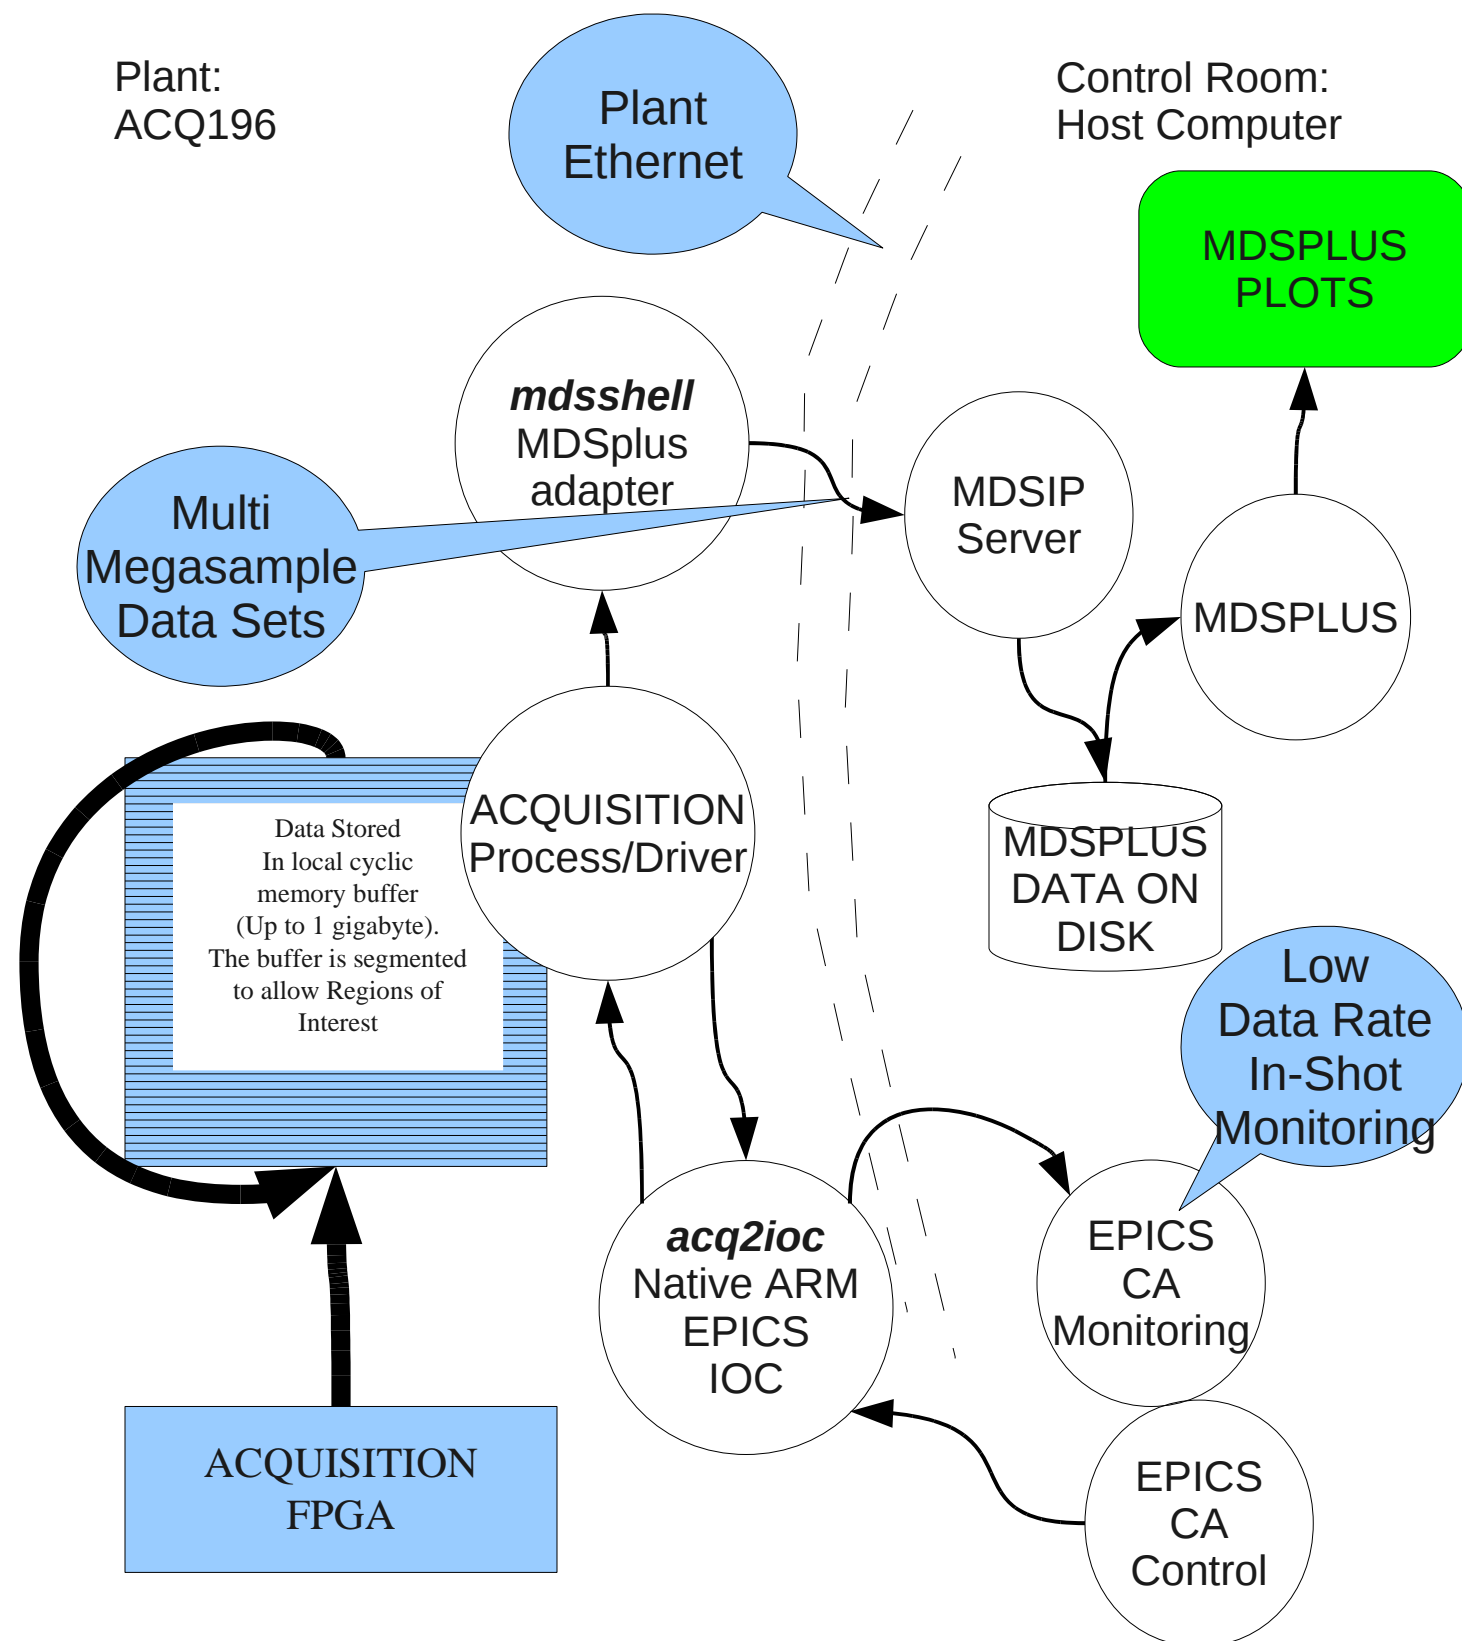 Plant:
ACQ196
Plant
Ethernet
Control Room:
Host Computer
MDSPLUS
PLOTS
mdsshell
MDSplus
adapter
Multi
Megasample
Data Sets
MDSIP
Server
MDSPLUS
ACQUISITION
Process/Driver
Data Stored
In local cyclic
memory buffer
(Up to 1 gigabyte).
The buffer is segmented
to allow Regions of
Interest
MDSPLUS
DATA ON
DISK
Low
Data Rate
In-Shot
Monitoring
acq2ioc
Native ARM
EPICS
IOC
EPICS
CA
Monitoring
ACQUISITION
FPGA
EPICS
CA
Control